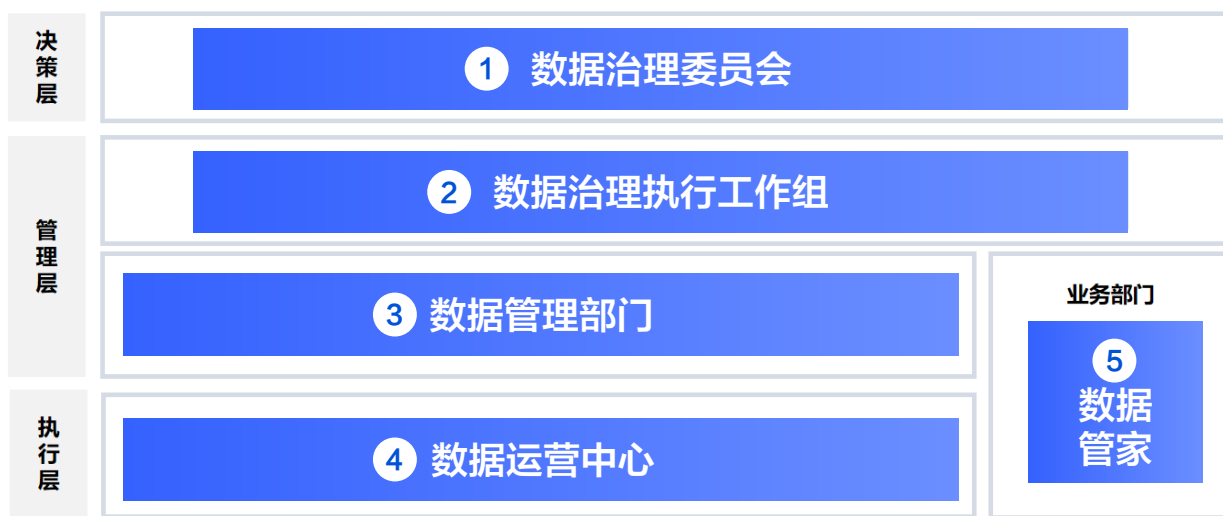 决策层
① 数据治理委员会
管理层
② 数据治理执行工作组
③ 数据管理部门
业务部门
⑤
数据
管家
执行层
④ 数据运营中心